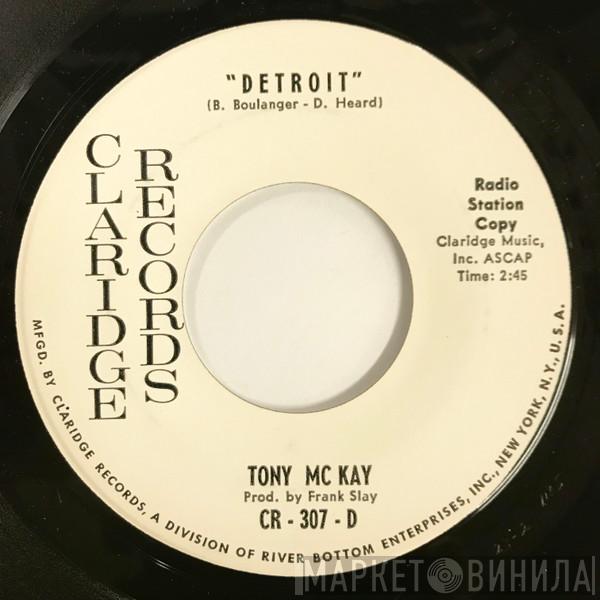 "DETROIT"
(B. Boulanger - D. Heard)
CLARIDGE
RECORDS
Radio
Station
Copy
Claridge Music,
Inc. ASCAP
Time: 2:45
TONY MC KAY
Prod. by Frank Slay
CR - 307 - D
MFGD. BY CLARIDGE RECORDS, A DIVISION OF RIVER BOTTOM ENTERPRISES, INC., NEW YORK, N.Y., U.S.A.
МАРКЕТ ВИНИЛА